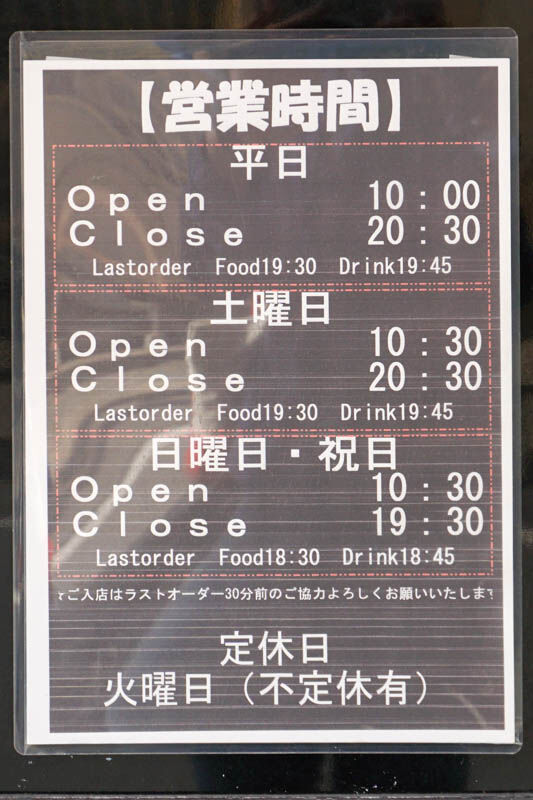 【営業時間】
平日
Open 10：00
Close 20：30
Lastorder Food19:30 Drink19:45
土曜日
Open 10：30
Close 20：30
Lastorder Food19:30 Drink19:45
日曜日・祝日
Open 10：30
Close 19：30
Lastorder Food18:30 Drink18:45
ご入店はラストオーダー30分前のご協力よろしくお願いいたします
定休日
火曜日（不定休有）